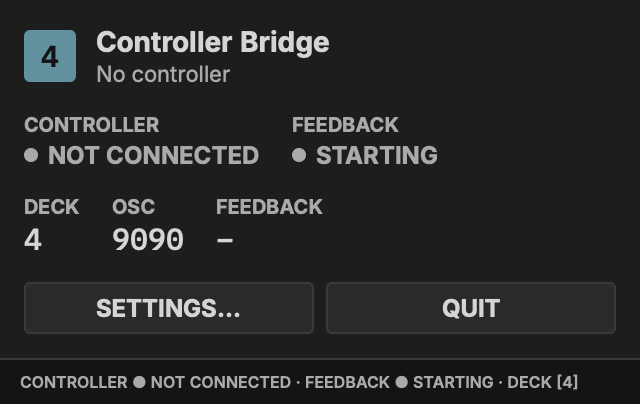 4
Controller Bridge
No controller
CONTROLLER FEEDBACK
● NOT CONNECTED ● STARTING
DECK OSC FEEDBACK
4 9090 –
SETTINGS... QUIT
CONTROLLER ● NOT CONNECTED · FEEDBACK ● STARTING · DECK [4]